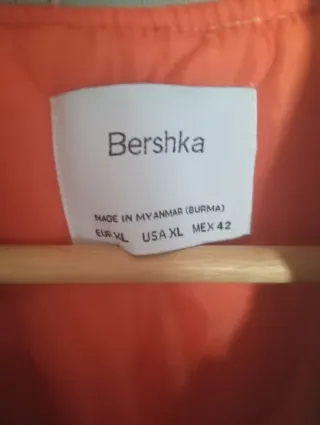 Bershka
MADE IN MYANMAR (BURMA)
EUR XL USA XL MEX 42